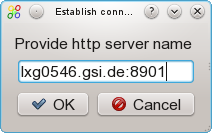 Establish conn...
Provide http server name
lxg0546.gsi.de:8901
OK
Cancel